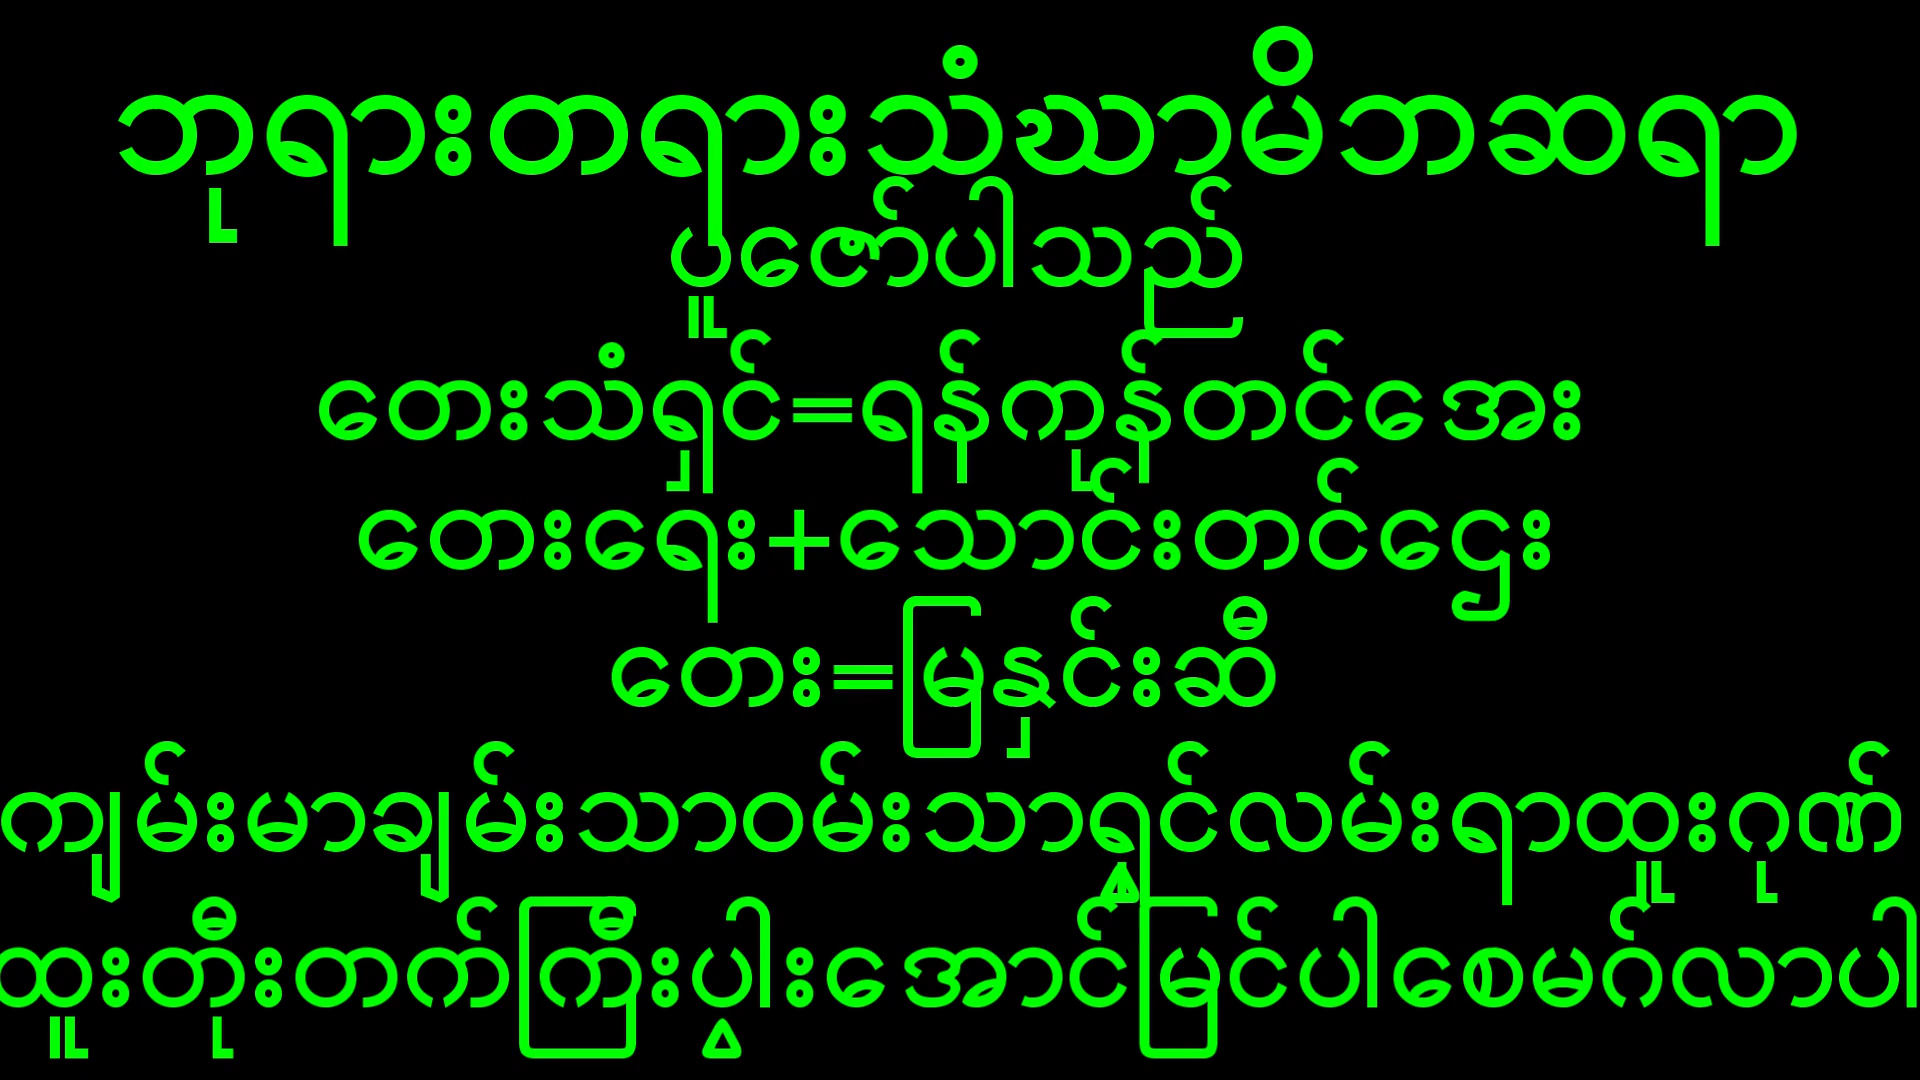 ဘုရားတရားသံဃာမိဘဆရာ
ပူဇော်ပါသည်
တေးသံရှင်=ရန်ကုန်တင်အေး
တေးရေး+သောင်းတင်ဌေး
တေး=မြနှင်းဆီ
ကျမ်းမာချမ်းသာဝမ်းသာရွှင်လမ်းရာထူးဂုဏ်
ထူးတိုးတက်ကြီးပွါးအောင်မြင်ပါစေမင်္ဂလာပါ